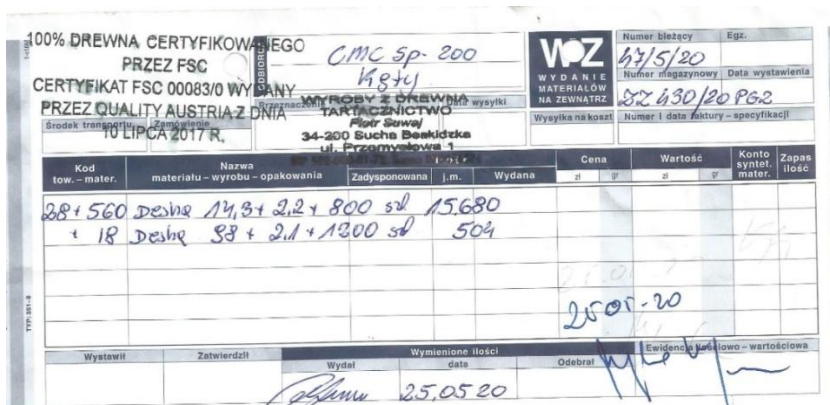 100% DREWNA CERTYFIKOWANEGO
PRZEZ FSC
CERTYFIKAT FSC 00083/0 WYDANY
PRZEZ QUALITY AUSTRIA Z DNIA
10 LIPCA 2017 R.
ODBIORCA
CMC Sp. 200
Kęty
WZ
WYDANIE
MATERIAŁÓW
NA ZEWNĄTRZ
Numer bieżący
Egz.
47/5/20
Numer magazynowy
Data wystawienia
ZZ 430/20 PG2
Przeznaczenie
Data wysyłki
WYROBY Z DREWNA
TARTACZNICTWO
Piotr Suwaj
34-200 Sucha Beskidzka
ul. Przemysłowa 1
Środek transportu
Zamówienie
Wysyłka na koszt
Numer i data faktury – specyfikacji
Kod
tow. – mater.
Nazwa
materiału – wyrobu – opakowania
Zadysponowana
j.m.
Wydana
Cena
zł
gr
Wartość
zł
gr
Konto
syntet.
mater.
Zapas
ilość
28+560 Deska 14,3+2,2+800 15.680
+ 18 Deska 98+2,1+1200 504
25-05-20
TYP: 351-5
Wystawił
Zatwierdził
Wymienione ilości
Wydał
data
Odebrał
Ewidencja ilościowo – wartościowa
25.05 20